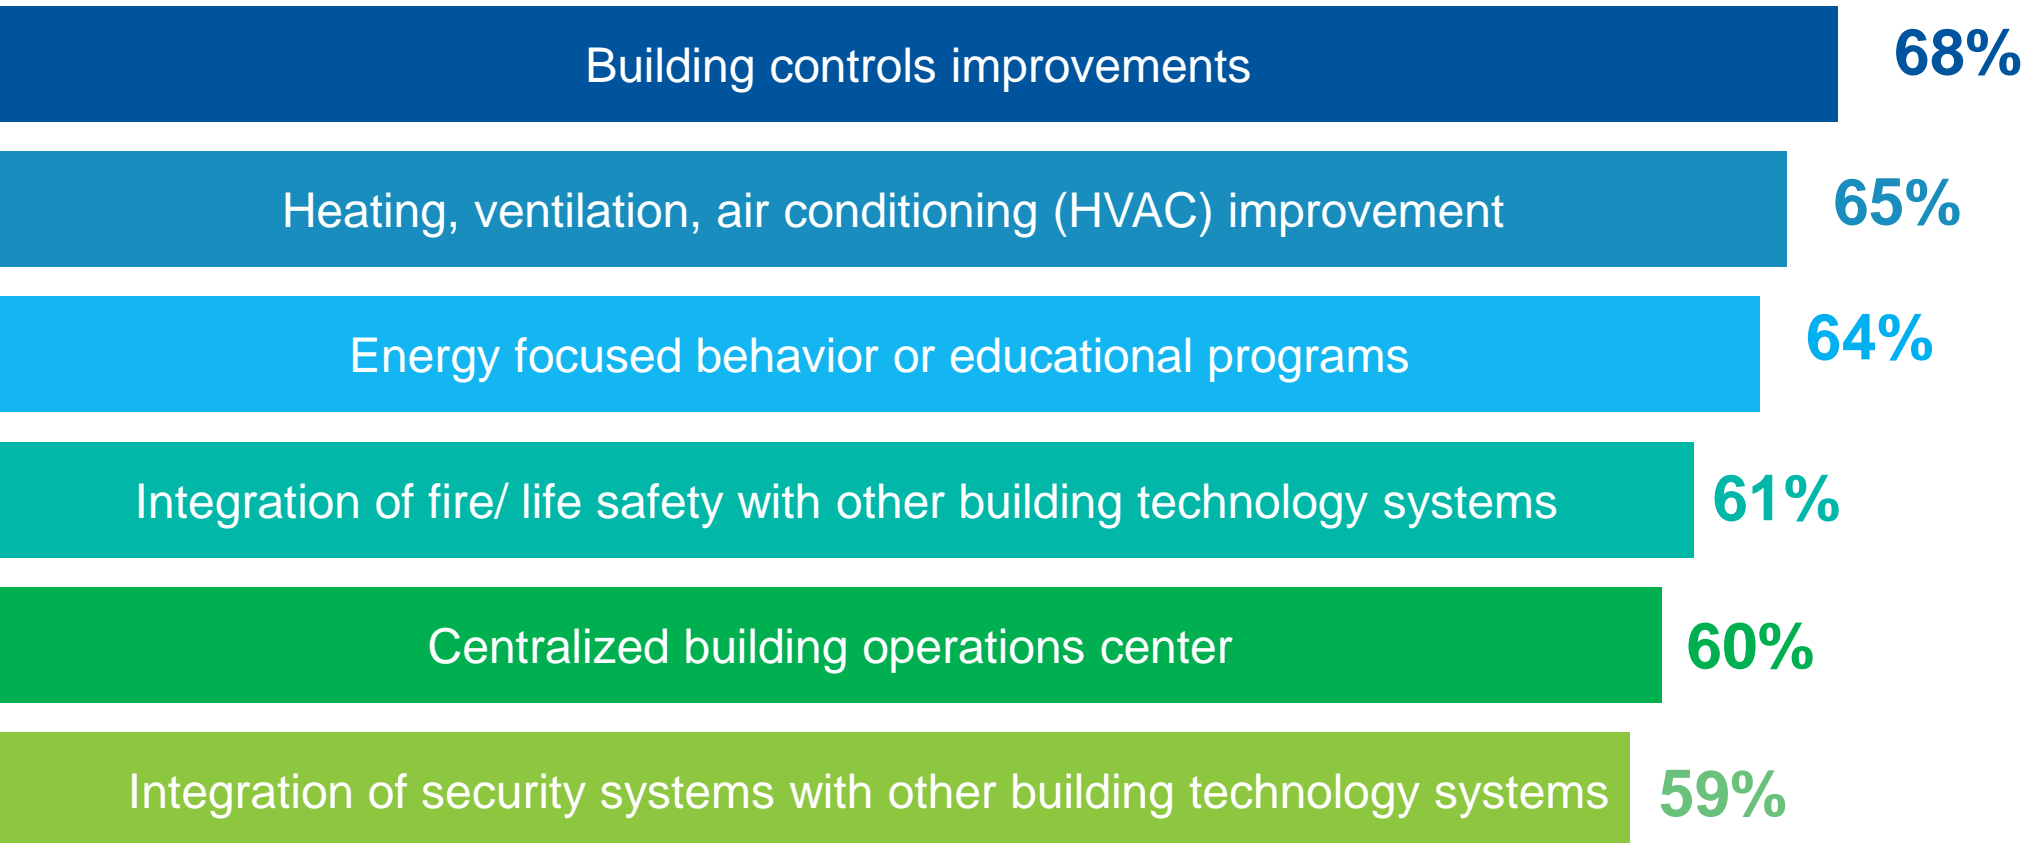 Building controls improvements 68%
Heating, ventilation, air conditioning (HVAC) improvement 65%
Energy focused behavior or educational programs 64%
Integration of fire/ life safety with other building technology systems 61%
Centralized building operations center 60%
Integration of security systems with other building technology systems 59%